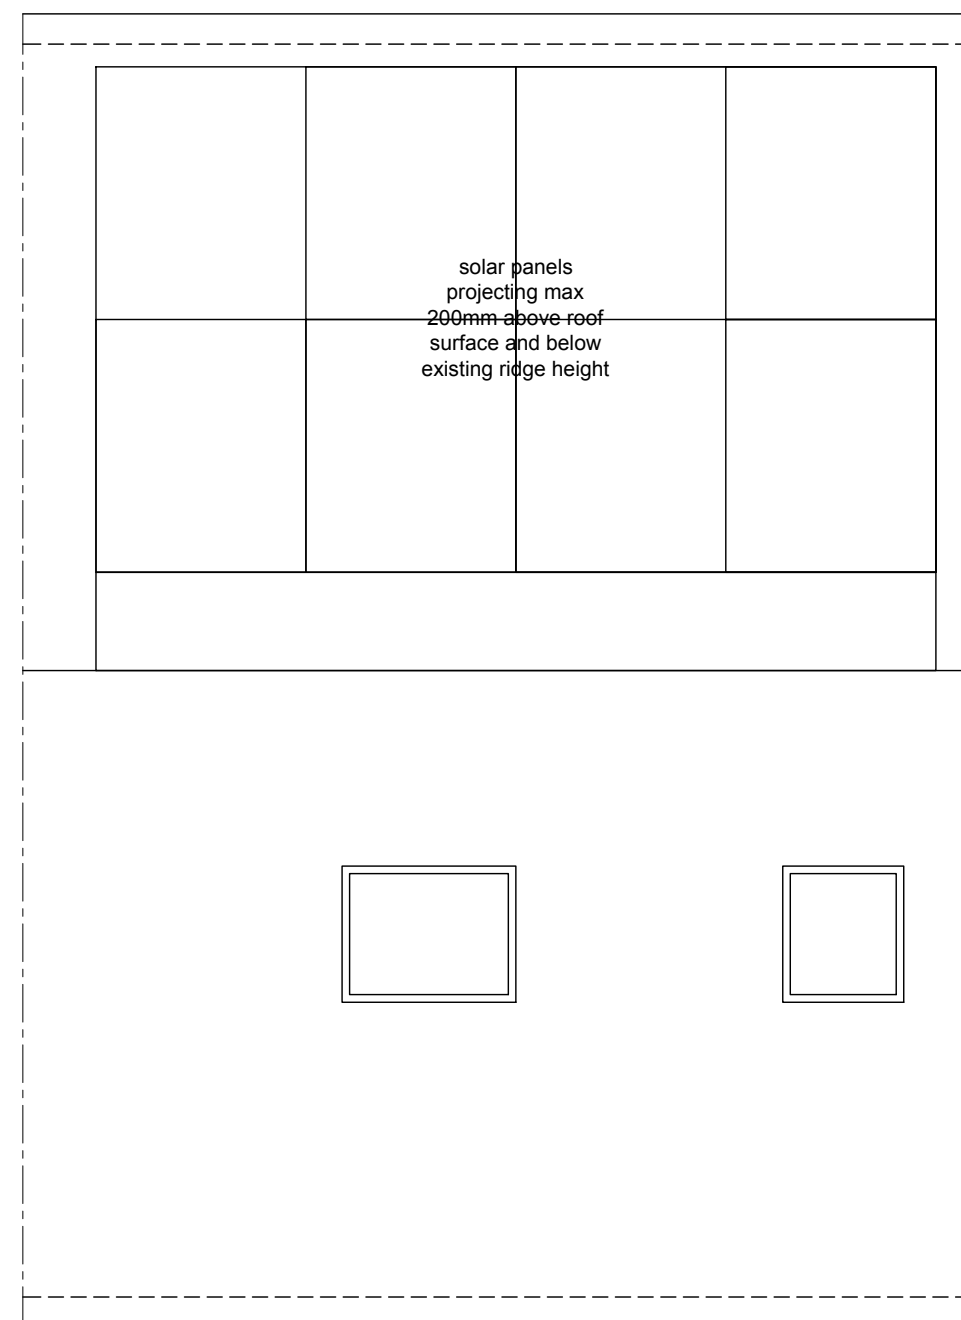 solar panels
projecting max
200mm above roof
surface and below
existing ridge height